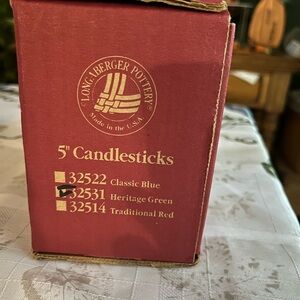 LONGABERGER POTTERY®
Made in the U.S.A.
5" Candlesticks
32522 Classic Blue
32531 Heritage Green
32514 Traditional Red